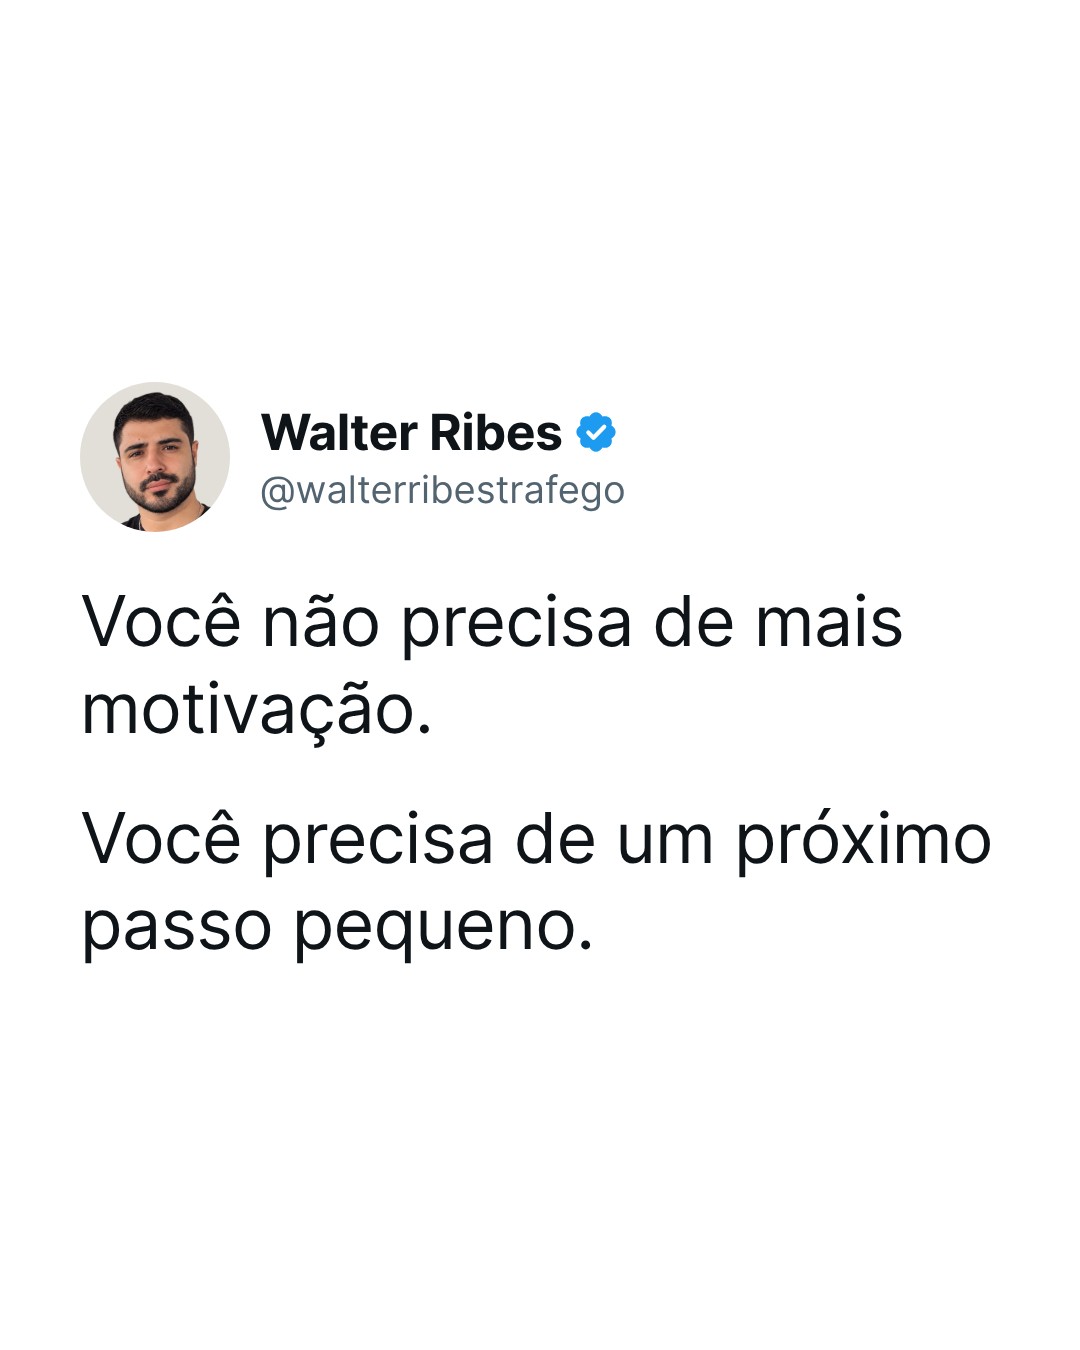 Walter Ribes
@walterribestrafego
Você não precisa de mais
motivação.
Você precisa de um próximo
passo pequeno.